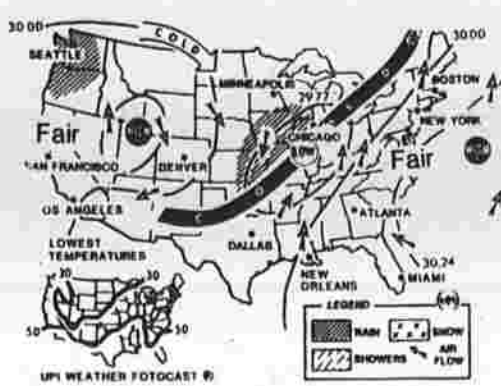 30.00
COLD
30.00
SEATTLE
MINNEAPOLIS
29.77
BOSTON
NEW YORK
CHICAGO
LOW
Fair
HIGH
Fair
SAN FRANCISCO
DENVER
LOS ANGELES
ATLANTA
DALLAS
LOWEST
TEMPERATURES
NEW
ORLEANS
30.24
MIAMI
30
30
50
50
LEGEND
RAIN
SNOW
SHOWERS
AIR
FLOW
UPI WEATHER FOTOCAST ®